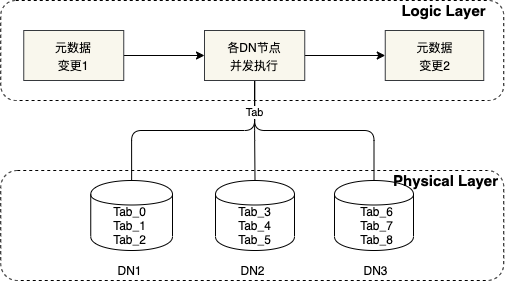 Logic Layer
元数据
变更1
各DN节点
并发执行
元数据
变更2
Tab
Physical Layer
Tab_0
Tab_1
Tab_2
Tab_3
Tab_4
Tab_5
Tab_6
Tab_7
Tab_8
DN1
DN2
DN3